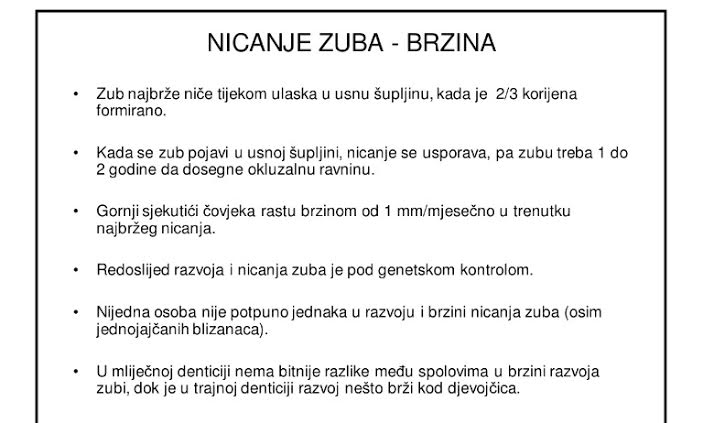 NICANJE ZUBA - BRZINA
• Zub najbrže niče tijekom ulaska u usnu šupljinu, kada je 2/3 korijena
formirano.
• Kada se zub pojavi u usnoj šupljini, nicanje se usporava, pa zubu treba 1 do
2 godine da dosegne okluzalnu ravninu.
• Gornji sjekutići čovjeka rastu brzinom od 1 mm/mjesečno u trenutku
najbržeg nicanja.
• Redoslijed razvoja i nicanja zuba je pod genetskom kontrolom.
• Nijedna osoba nije potpuno jednaka u razvoju i brzini nicanja zuba (osim
jednojajčanih blizanaca).
• U mliječnoj denticiji nema bitnije razlike među spolovima u brzini razvoja
zubi, dok je u trajnoj denticiji razvoj nešto brži kod djevojčica.